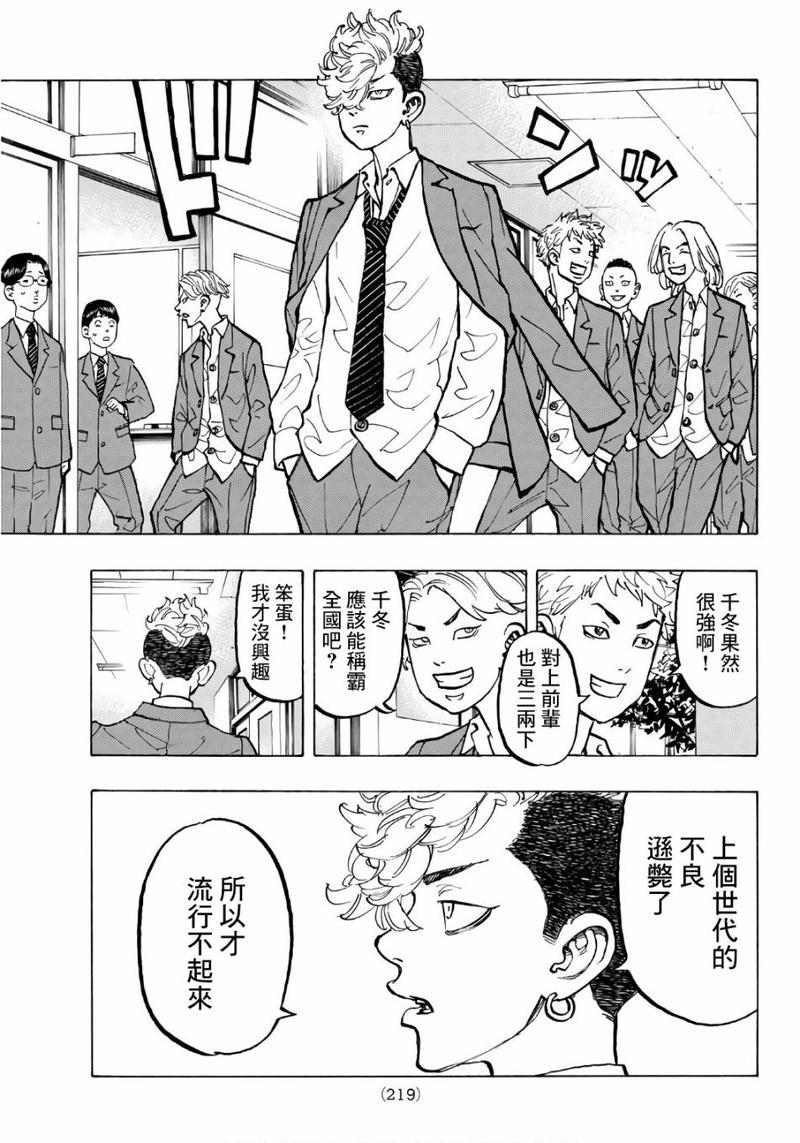 ドン
ッ
千冬果然
很強啊！
對上前輩
也是三兩下
千冬
應該能稱霸
全國吧？
笨蛋！
我才沒興趣
上個世代的
不良
遜斃了
所以才
流行不起來
(219)